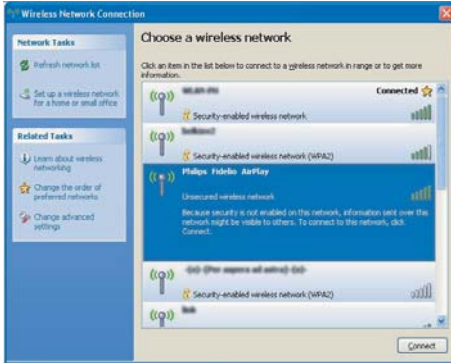 Wireless Network Connection
Network Tasks
Refresh network list
Set up a wireless network
for a home or small office
Related Tasks
Learn about wireless
networking
Change the order of
preferred networks
Change advanced
settings
Choose a wireless network
Click an item in the list below to connect to a wireless network in range or to get more
information.
Connected
Security-enabled wireless network
Security-enabled wireless network (WPA2)
Philips Fidelio AirPlay
Unsecured wireless network
Because security is not enabled on this network, information sent over this
network might be visible to others. To connect to this network, click
Connect.
Security-enabled wireless network (WPA2)
Connect